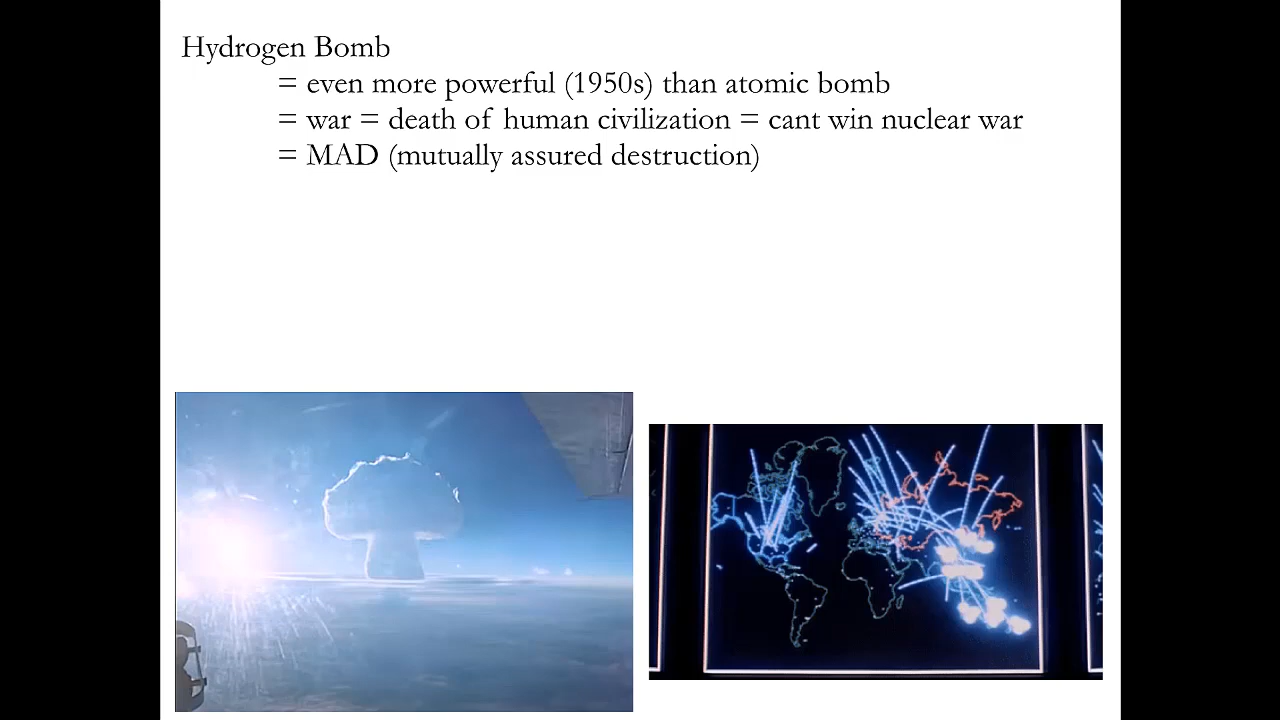 Hydrogen Bomb
= even more powerful (1950s) than atomic bomb
= war = death of human civilization = cant win nuclear war
= MAD (mutually assured destruction)